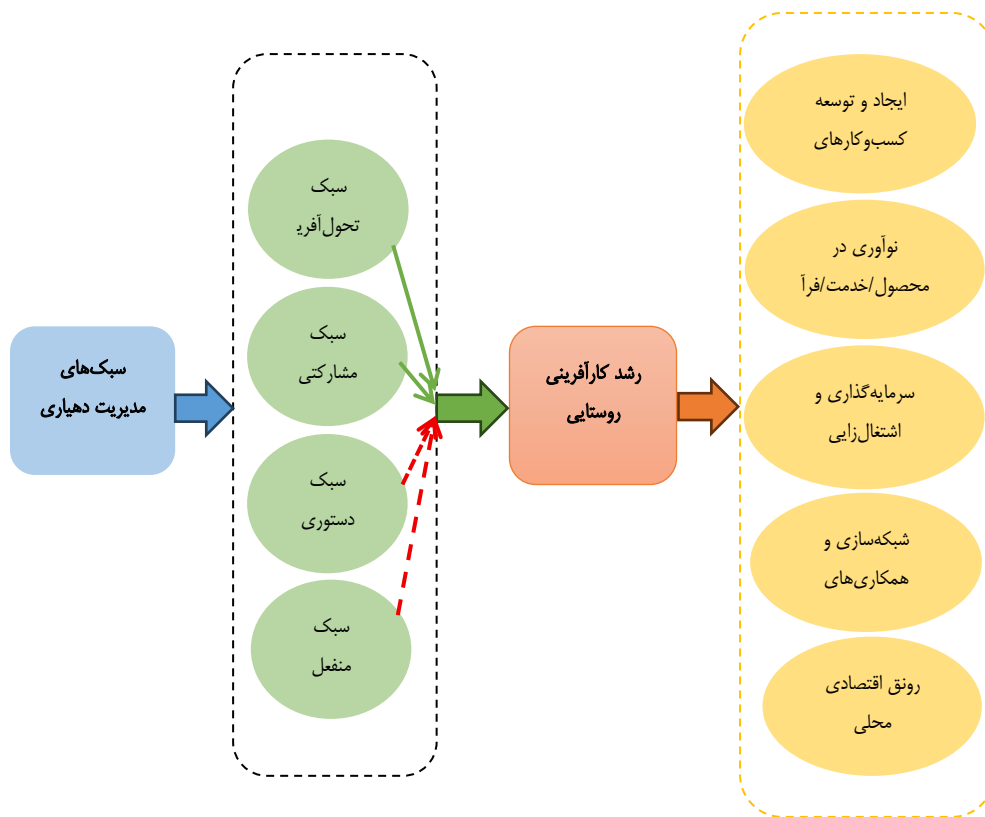 سبک‌های
مدیریت دهیاری
سبک
تحول‌آفری
سبک
مشارکتی
سبک
دستوری
سبک
منفعل
رشد کارآفرینی
روستایی
ایجاد و توسعه
کسب‌وکارهای
نوآوری در
محصول/خدمت/فرآ
سرمایه‌گذاری و
اشتغال‌زایی
شبکه‌سازی و
همکاری‌های
رونق اقتصادی
محلی